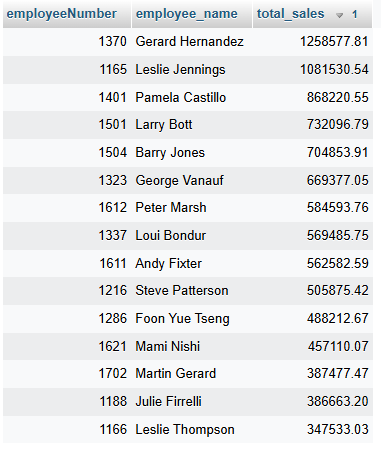 employeeNumber employee_name total_sales 1
1370 Gerard Hernandez 1258577.81
1165 Leslie Jennings 1081530.54
1401 Pamela Castillo 868220.55
1501 Larry Bott 732096.79
1504 Barry Jones 704853.91
1323 George Vanauf 669377.05
1612 Peter Marsh 584593.76
1337 Loui Bondur 569485.75
1611 Andy Fixter 562582.59
1216 Steve Patterson 505875.42
1286 Foon Yue Tseng 488212.67
1621 Mami Nishi 457110.07
1702 Martin Gerard 387477.47
1188 Julie Firrelli 386663.20
1166 Leslie Thompson 347533.03